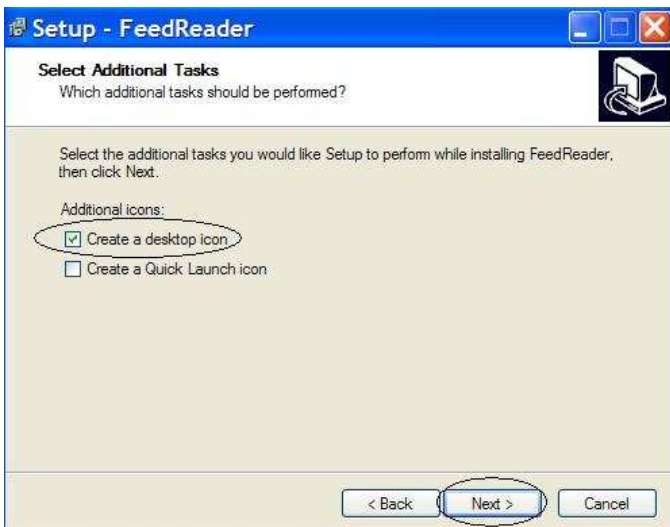 Setup - FeedReader
Select Additional Tasks
Which additional tasks should be performed?
Select the additional tasks you would like Setup to perform while installing FeedReader,
then click Next.
Additional icons:
Create a desktop icon
Create a Quick Launch icon
< Back Next > Cancel